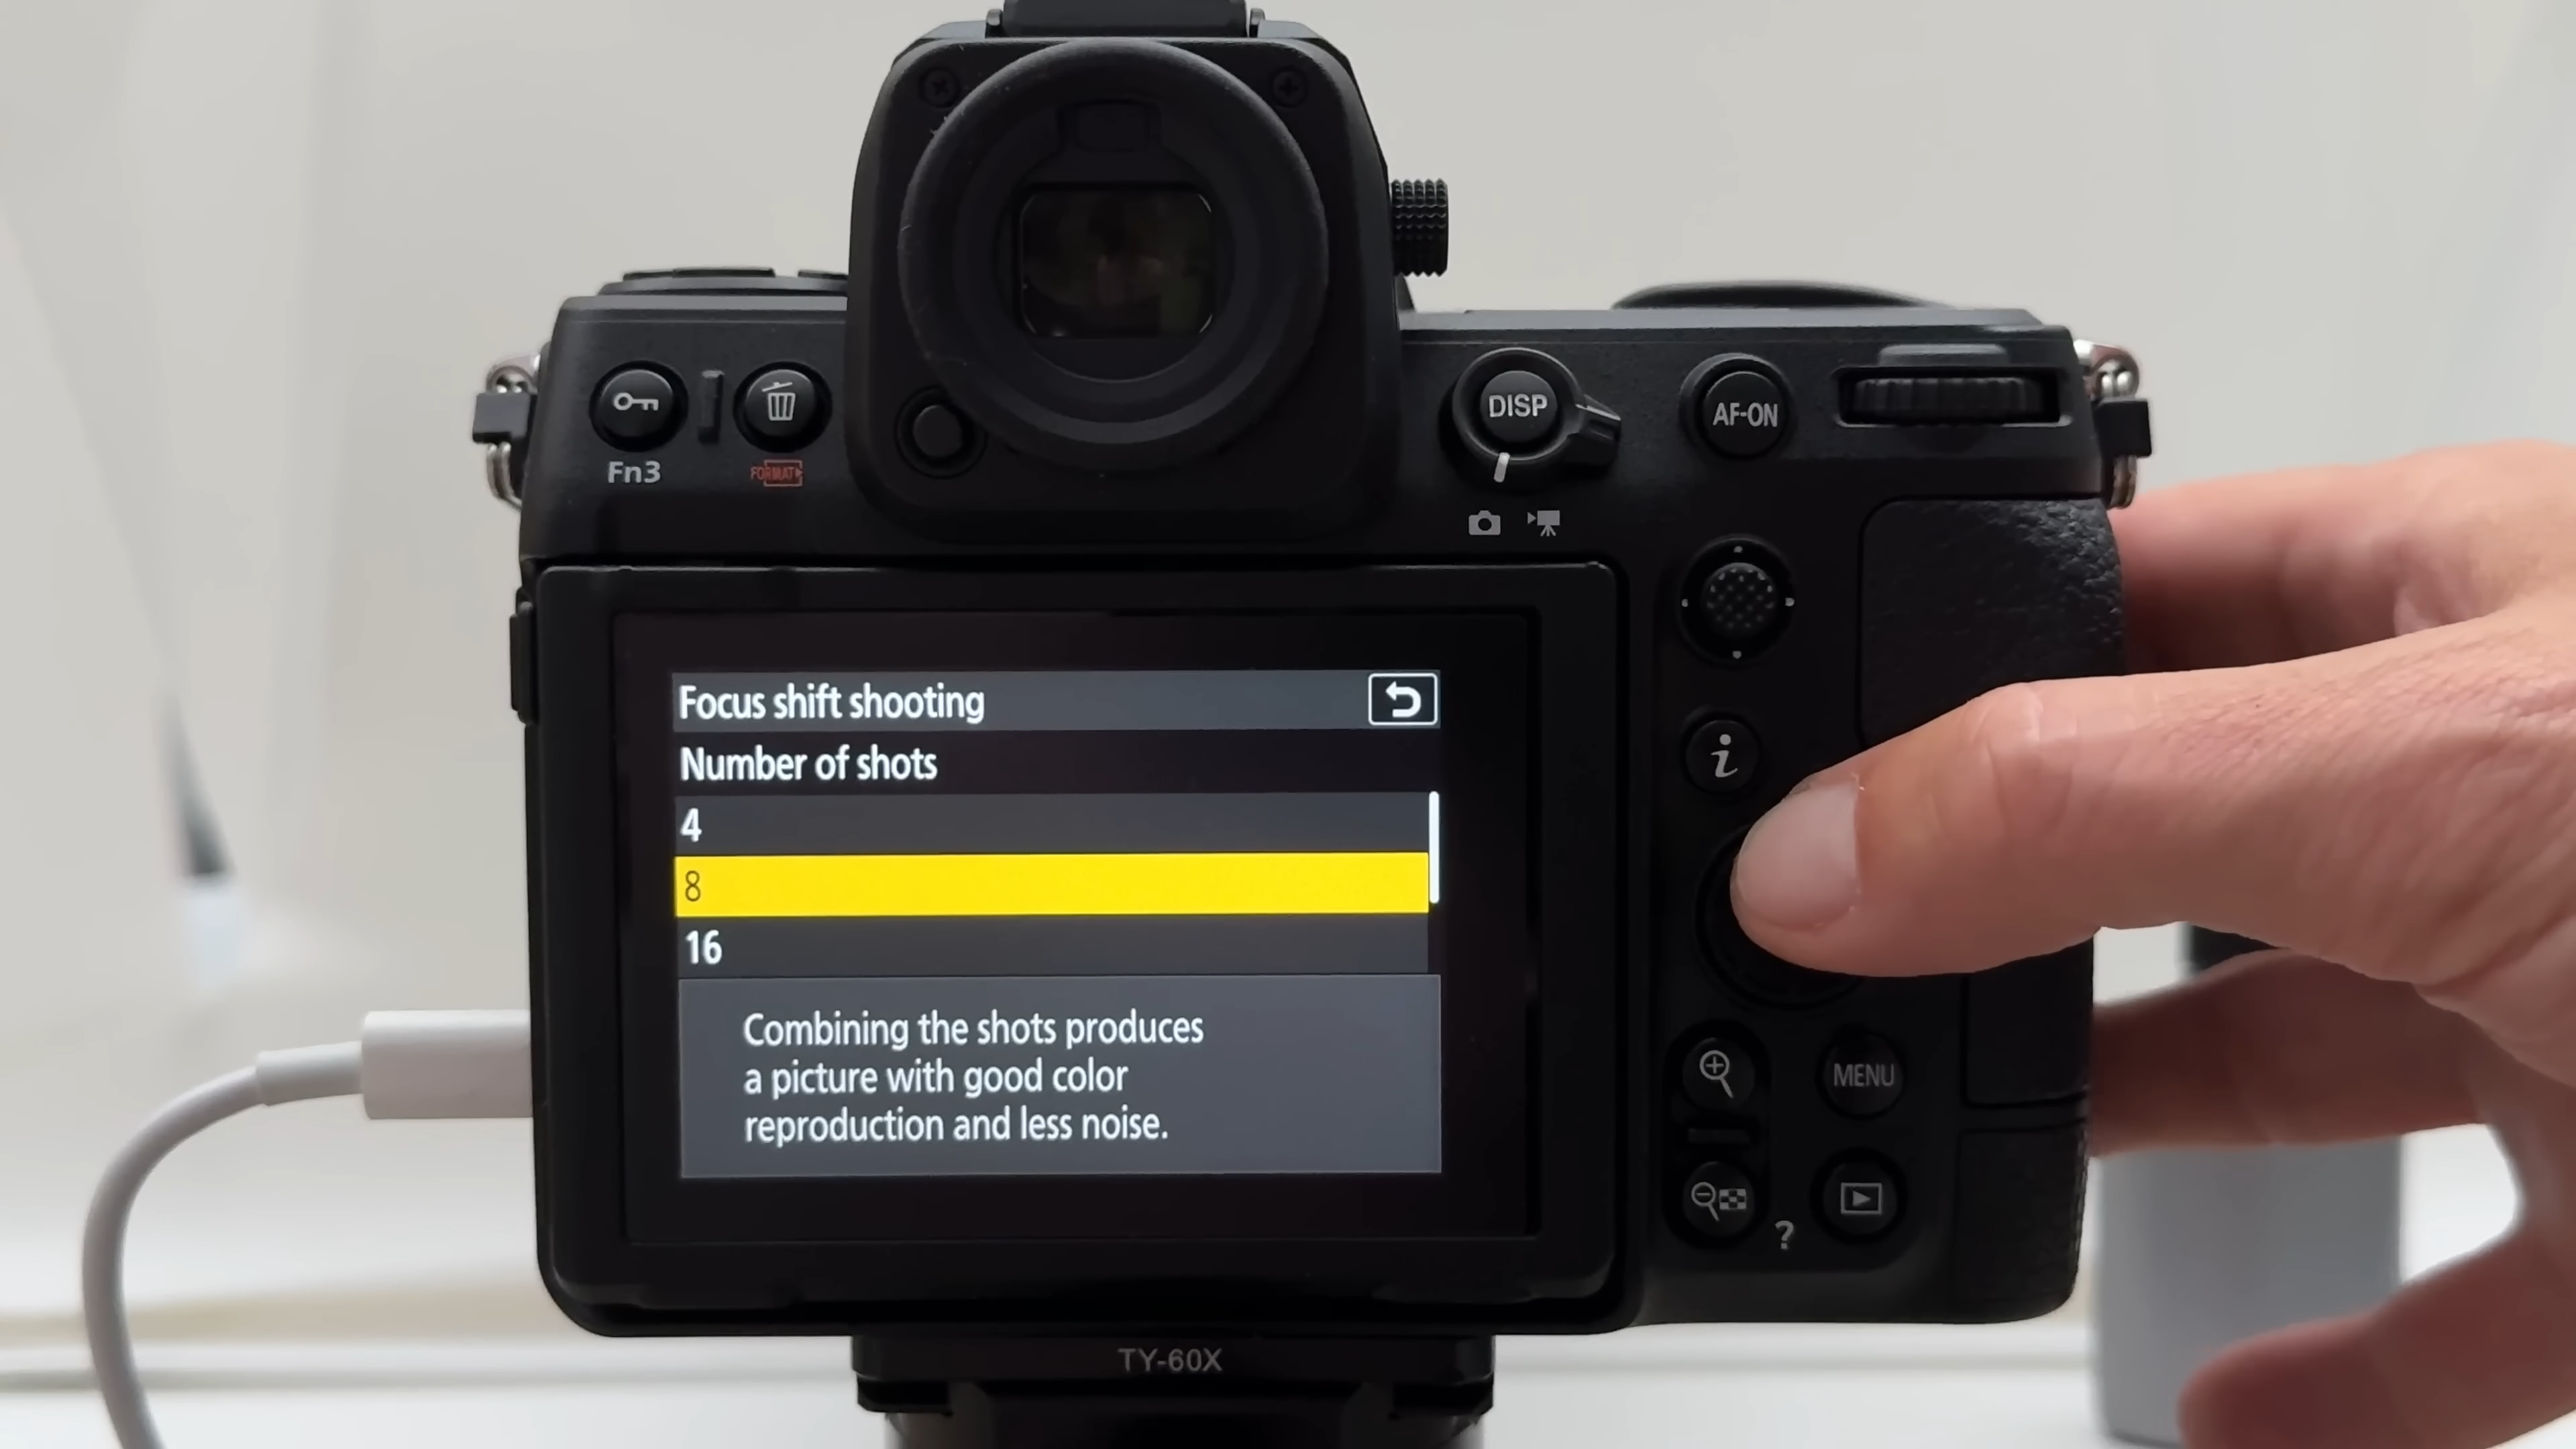 DISP
AF-ON
Fn3
FORMAT
Focus shift shooting
Number of shots
4
8
16
Combining the shots produces
a picture with good color
reproduction and less noise.
i
MENU
?
TY-60X